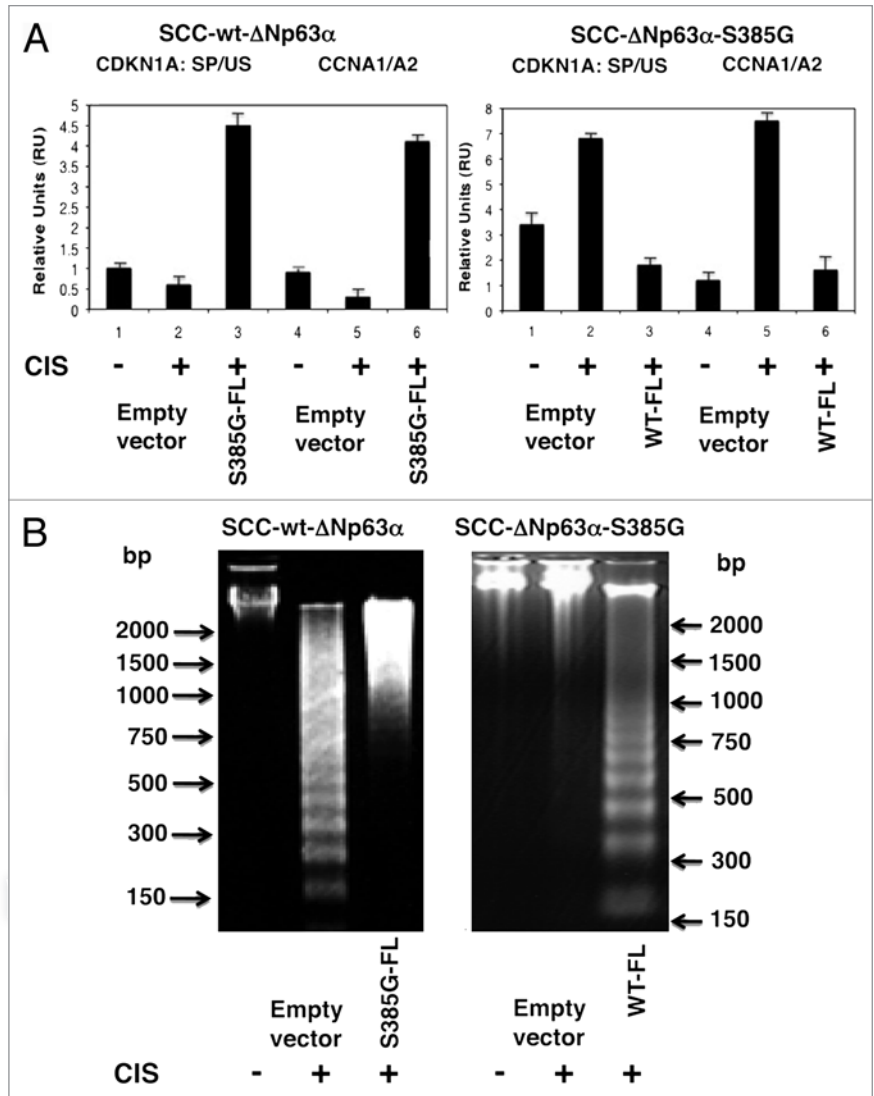 A
SCC-wt-ΔNp63α
SCC-ΔNp63α-S385G
CDKN1A: SP/US
CCNA1/A2
CDKN1A: SP/US
CCNA1/A2
Relative Units (RU)
5
4.5
4
3.5
3
2.5
2
1.5
1
0.5
0
1
2
3
4
5
6
Relative Units (RU)
8
7
6
5
4
3
2
1
0
1
2
3
4
5
6
CIS
- + + - + +
- + + - + +
Empty
vector
S385G-FL
Empty
vector
S385G-FL
Empty
vector
WT-FL
Empty
vector
WT-FL
B
SCC-wt-ΔNp63α
SCC-ΔNp63α-S385G
bp
2000
1500
1000
750
500
300
150
bp
2000
1500
1000
750
500
300
150
Empty
vector
S385G-FL
Empty
vector
WT-FL
CIS
- + +
- + +